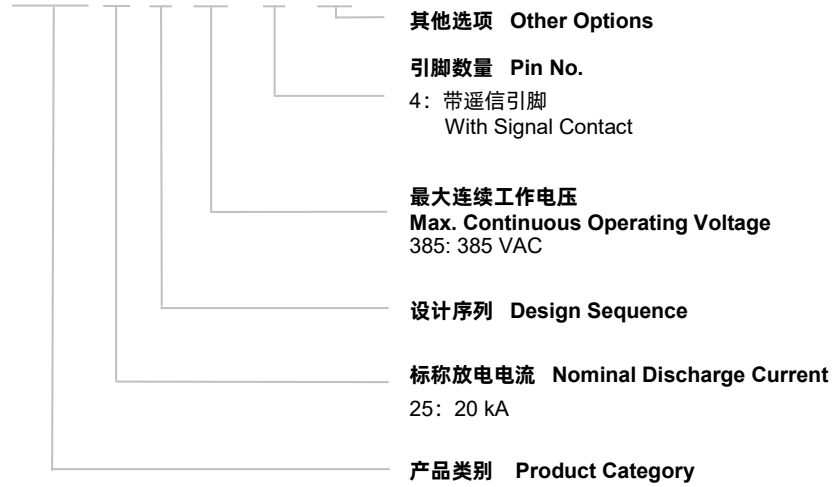 其他选项 Other Options
引脚数量 Pin No.
4：带遥信引脚
With Signal Contact
最大连续工作电压
Max. Continuous Operating Voltage
385: 385 VAC
设计序列 Design Sequence
标称放电电流 Nominal Discharge Current
25：20 kA
产品类别 Product Category